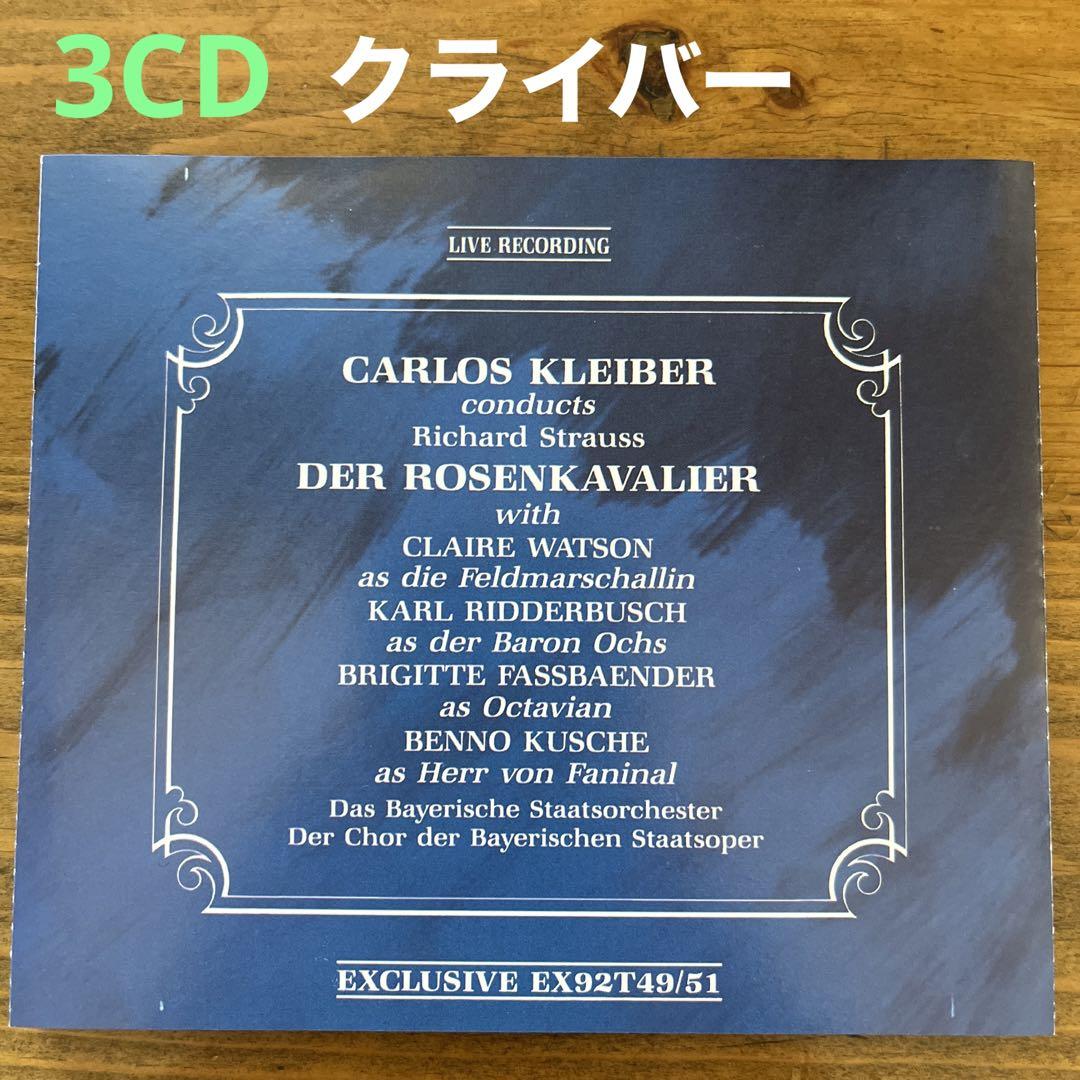 3CD クライバー
LIVE RECORDING
CARLOS KLEIBER
conducts
Richard Strauss
DER ROSENKAVALIER
with
CLAIRE WATSON
as die Feldmarschallin
KARL RIDDERBUSCH
as der Baron Ochs
BRIGITTE FASSBAENDER
as Octavian
BENNO KUSCHE
as Herr von Faninal
Das Bayerische Staatsorchester
Der Chor der Bayerischen Staatsoper
EXCLUSIVE EX92T49/51